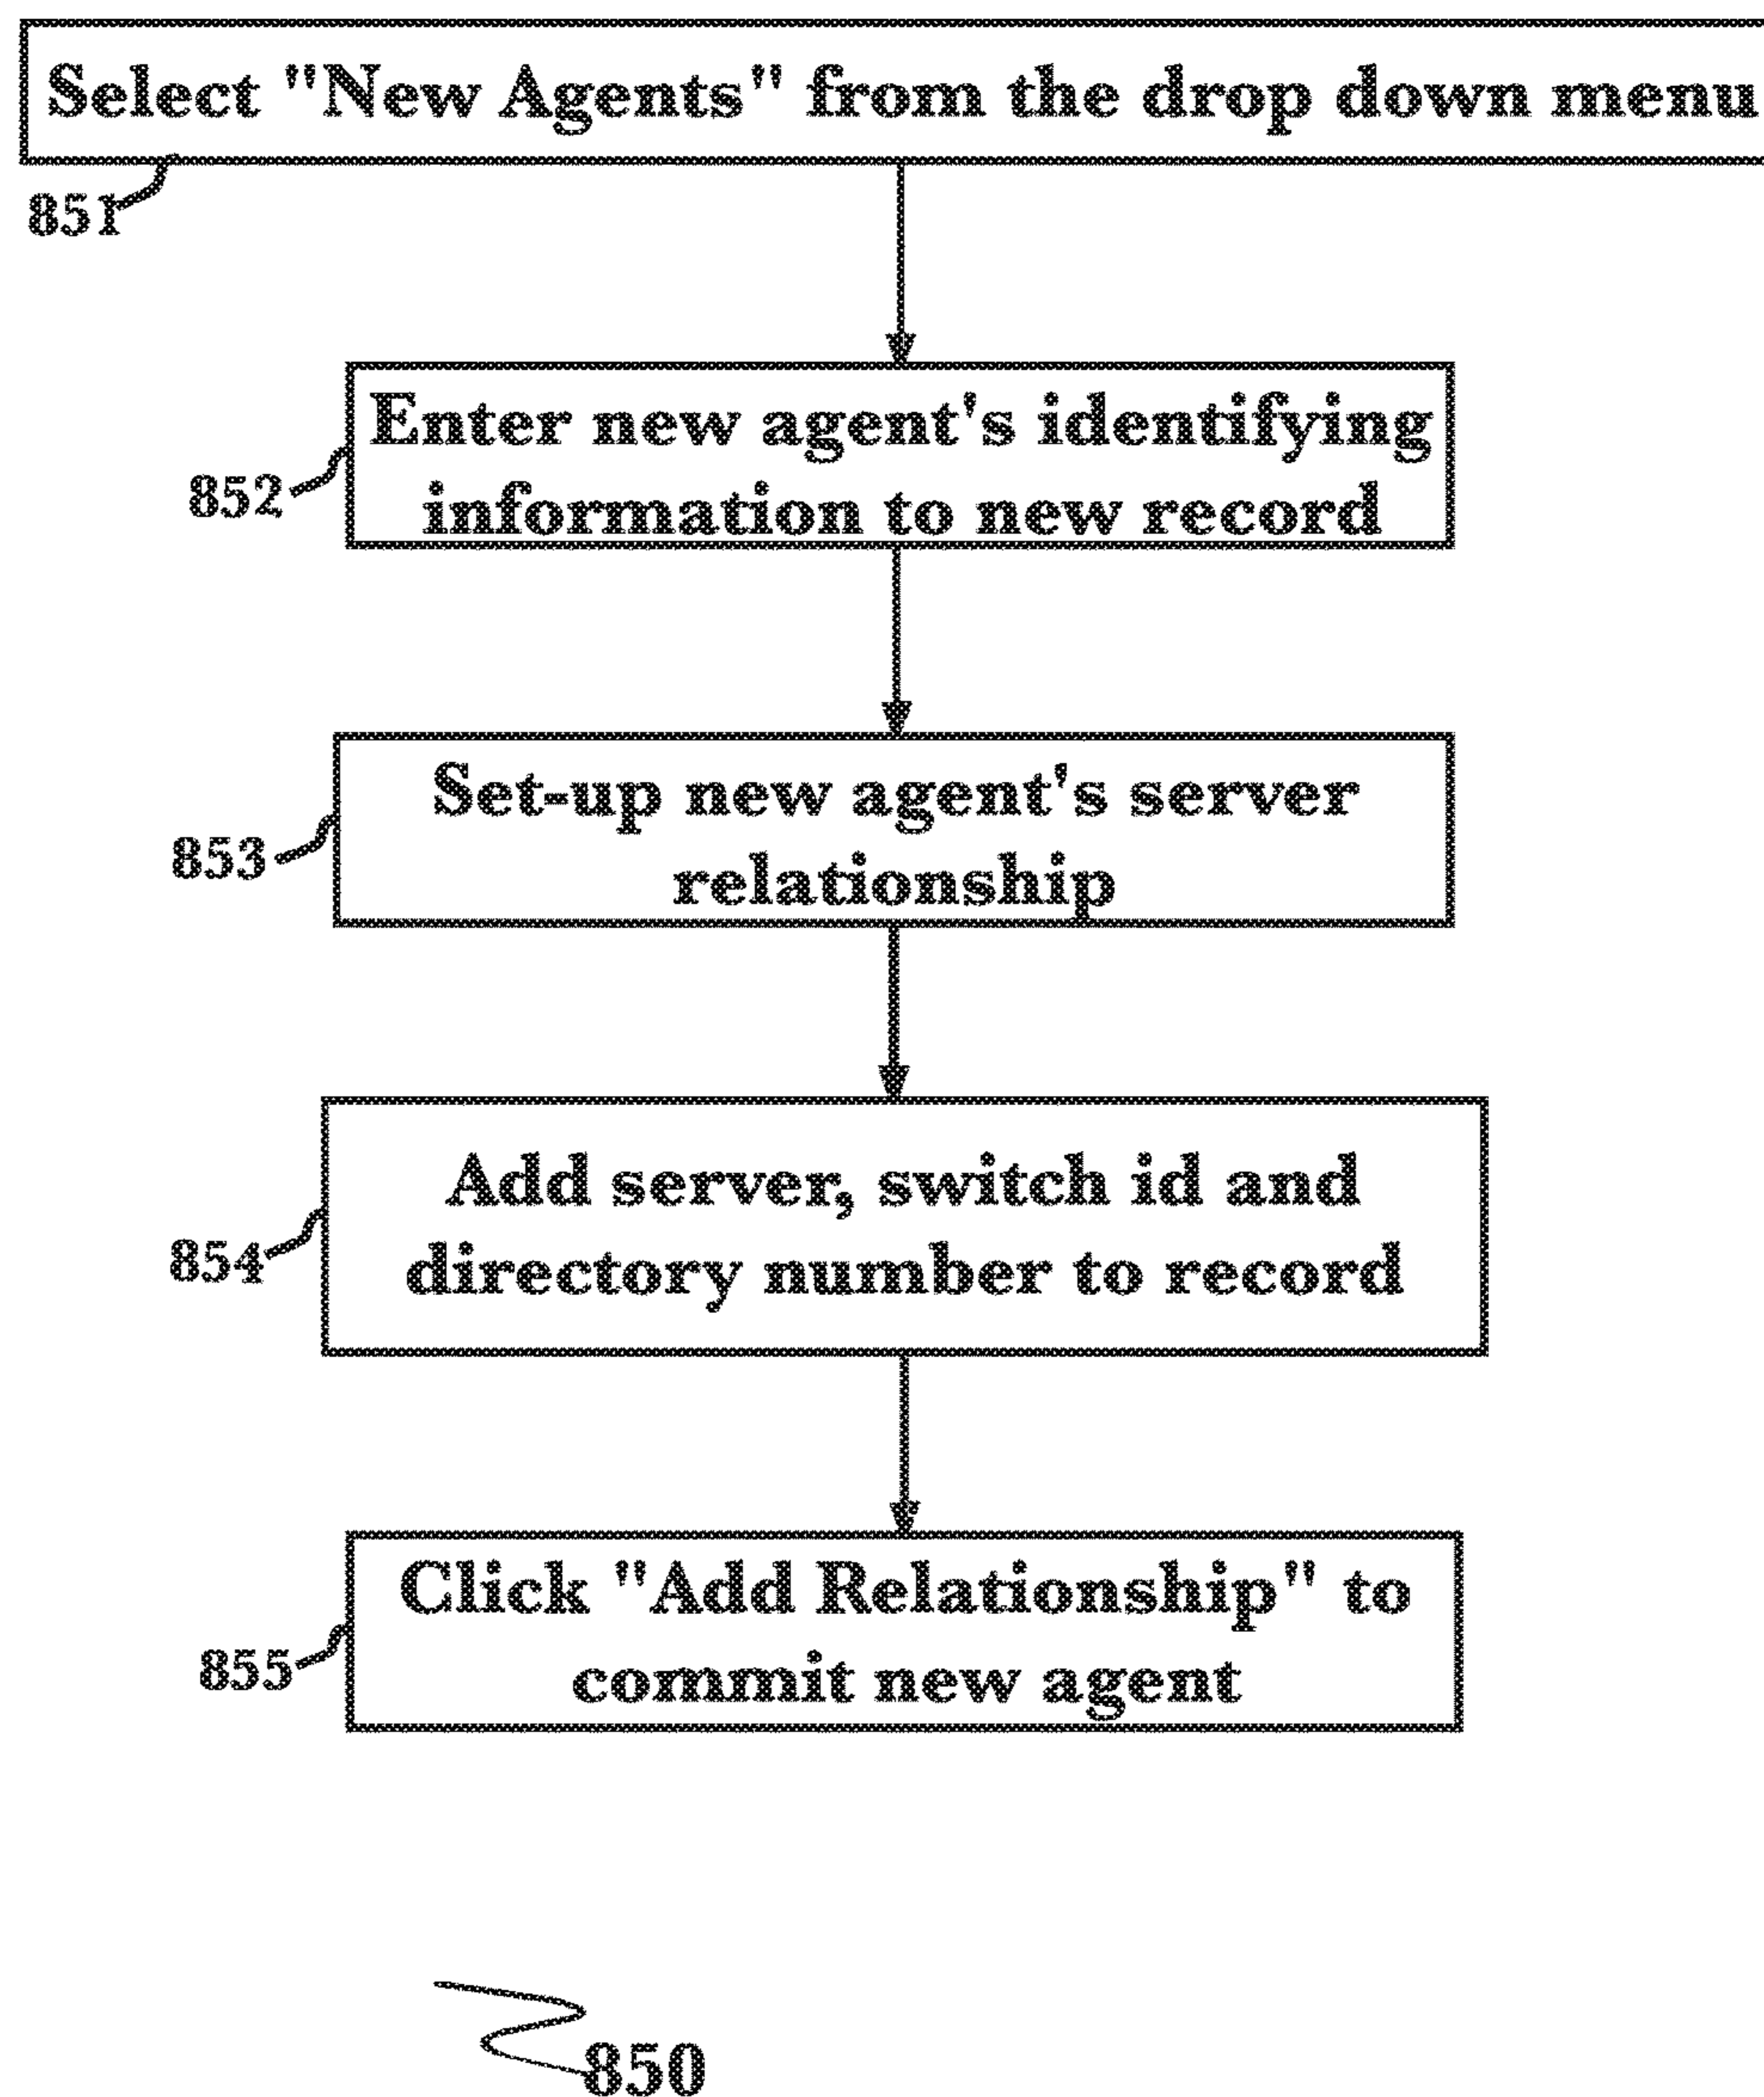 Select "New Agents" from the drop down menu
851
Enter new agent's identifying
information to new record
852
Set-up new agent's server
relationship
853
Add server, switch id and
directory number to record
854
Click "Add Relationship" to
commit new agent
855
850